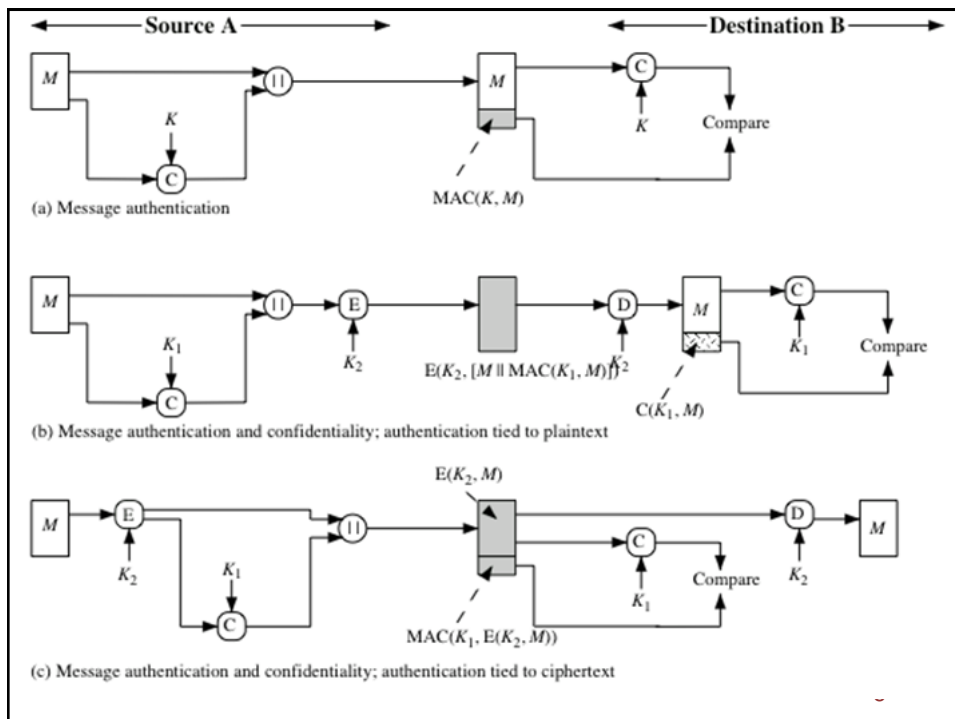 Source A
Destination B
M
||
M
C
K
K
Compare
C
MAC(K, M)
(a) Message authentication
M
||
E
D
M
C
K1
K2
K2
K1
Compare
E(K2, [M || MAC(K1, M)])
C
C(K1, M)
(b) Message authentication and confidentiality; authentication tied to plaintext
E(K2, M)
M
E
||
C
D
M
K2
K1
K1
Compare
K2
C
MAC(K1, E(K2, M))
(c) Message authentication and confidentiality; authentication tied to ciphertext